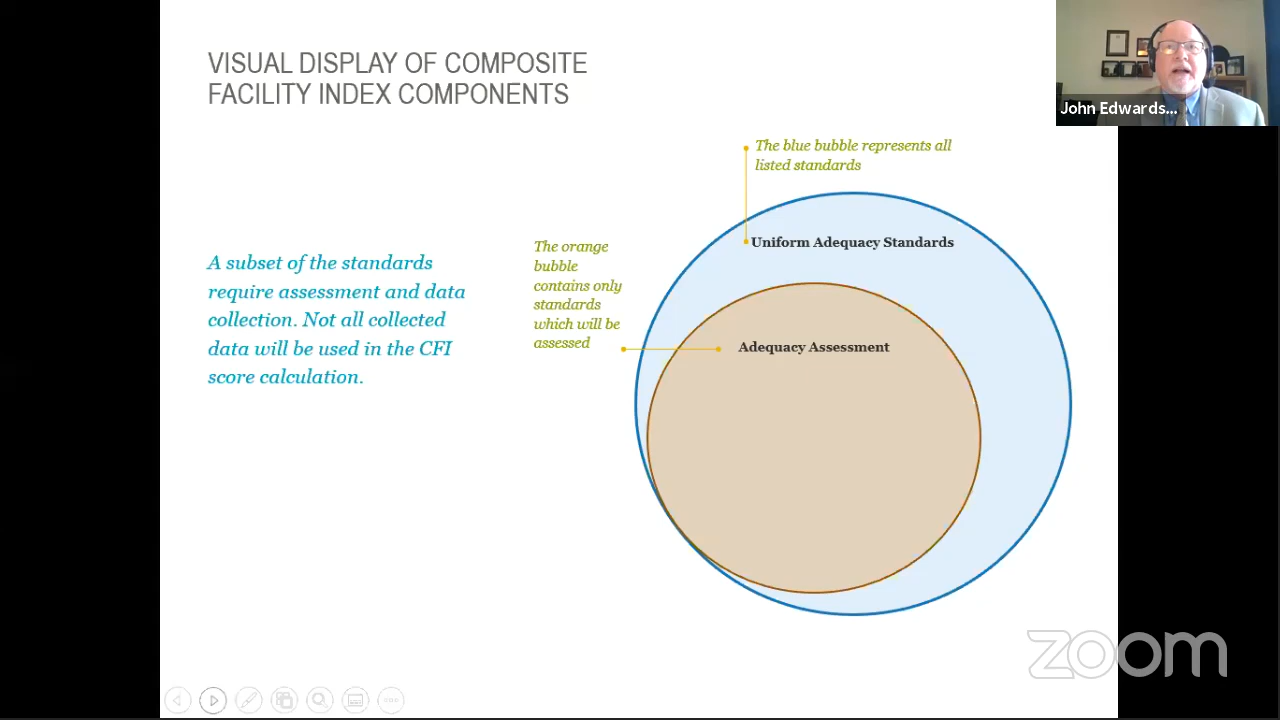 VISUAL DISPLAY OF COMPOSITE
FACILITY INDEX COMPONENTS
John Edwards...
The blue bubble represents all
listed standards
Uniform Adequacy Standards
The orange
bubble
contains only
standards
which will be
assessed
A subset of the standards
require assessment and data
collection. Not all collected
data will be used in the CFI
score calculation.
Adequacy Assessment
zoom